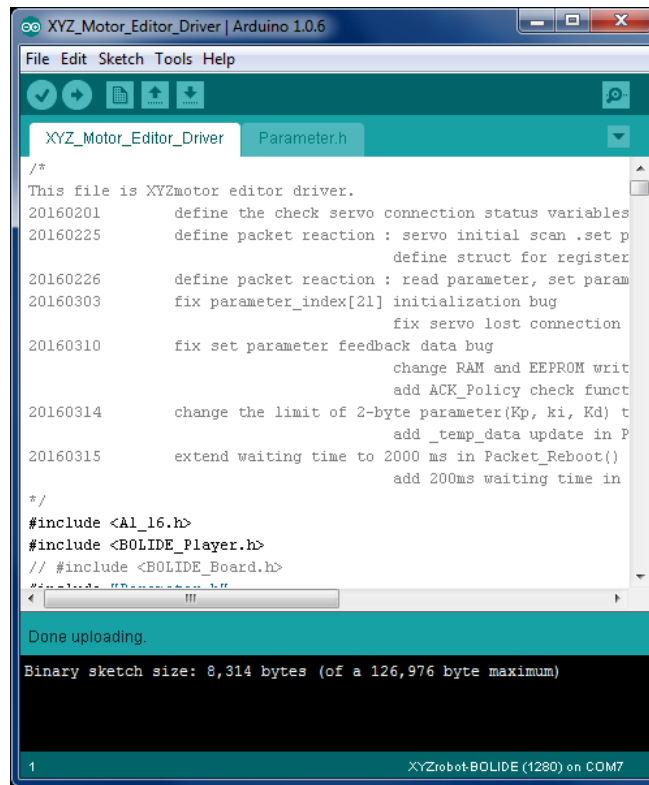 XYZ_Motor_Editor_Driver | Arduino 1.0.6
File Edit Sketch Tools Help
XYZ_Motor_Editor_Driver Parameter.h
/*
This file is XYZmotor editor driver.
20160201 define the check servo connection status variables
20160225 define packet reaction : servo initial scan .set p
define struct for register
20160226 define packet reaction : read parameter, set param
20160303 fix parameter_index[21] initialization bug
fix servo lost connection
20160310 fix set parameter feedback data bug
change RAM and EEPROM writ
add ACK_Policy check funct
20160314 change the limit of 2-byte parameter(Kp, ki, Kd) t
add _temp_data update in P
20160315 extend waiting time to 2000 ms in Packet_Reboot()
add 200ms waiting time in
*/
#include <A1_16.h>
#include <BOLIDE_Player.h>
// #include <BOLIDE_Board.h>
#include "Parameter.h"
Done uploading.
Binary sketch size: 8,314 bytes (of a 126,976 byte maximum)
1 XYZrobot-BOLIDE (1280) on COM7